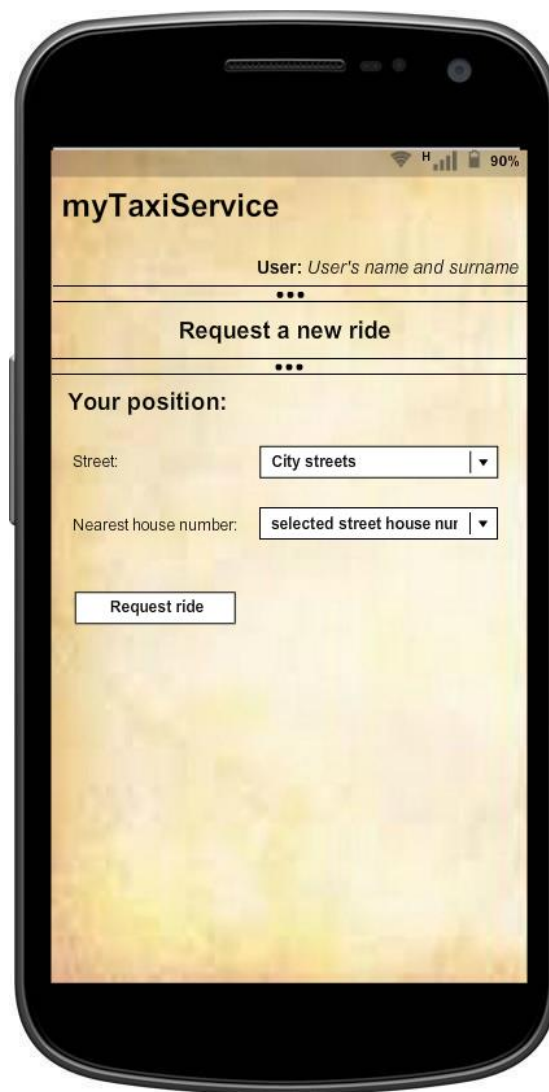 H 90%
myTaxiService
User: User's name and surname
Request a new ride
Your position:
Street: City streets
Nearest house number: selected street house nur
Request ride